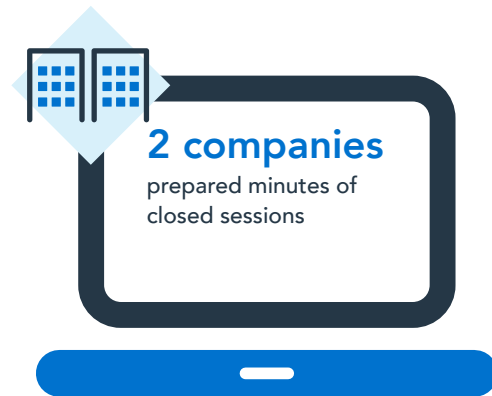 2 companies
prepared minutes of
closed sessions